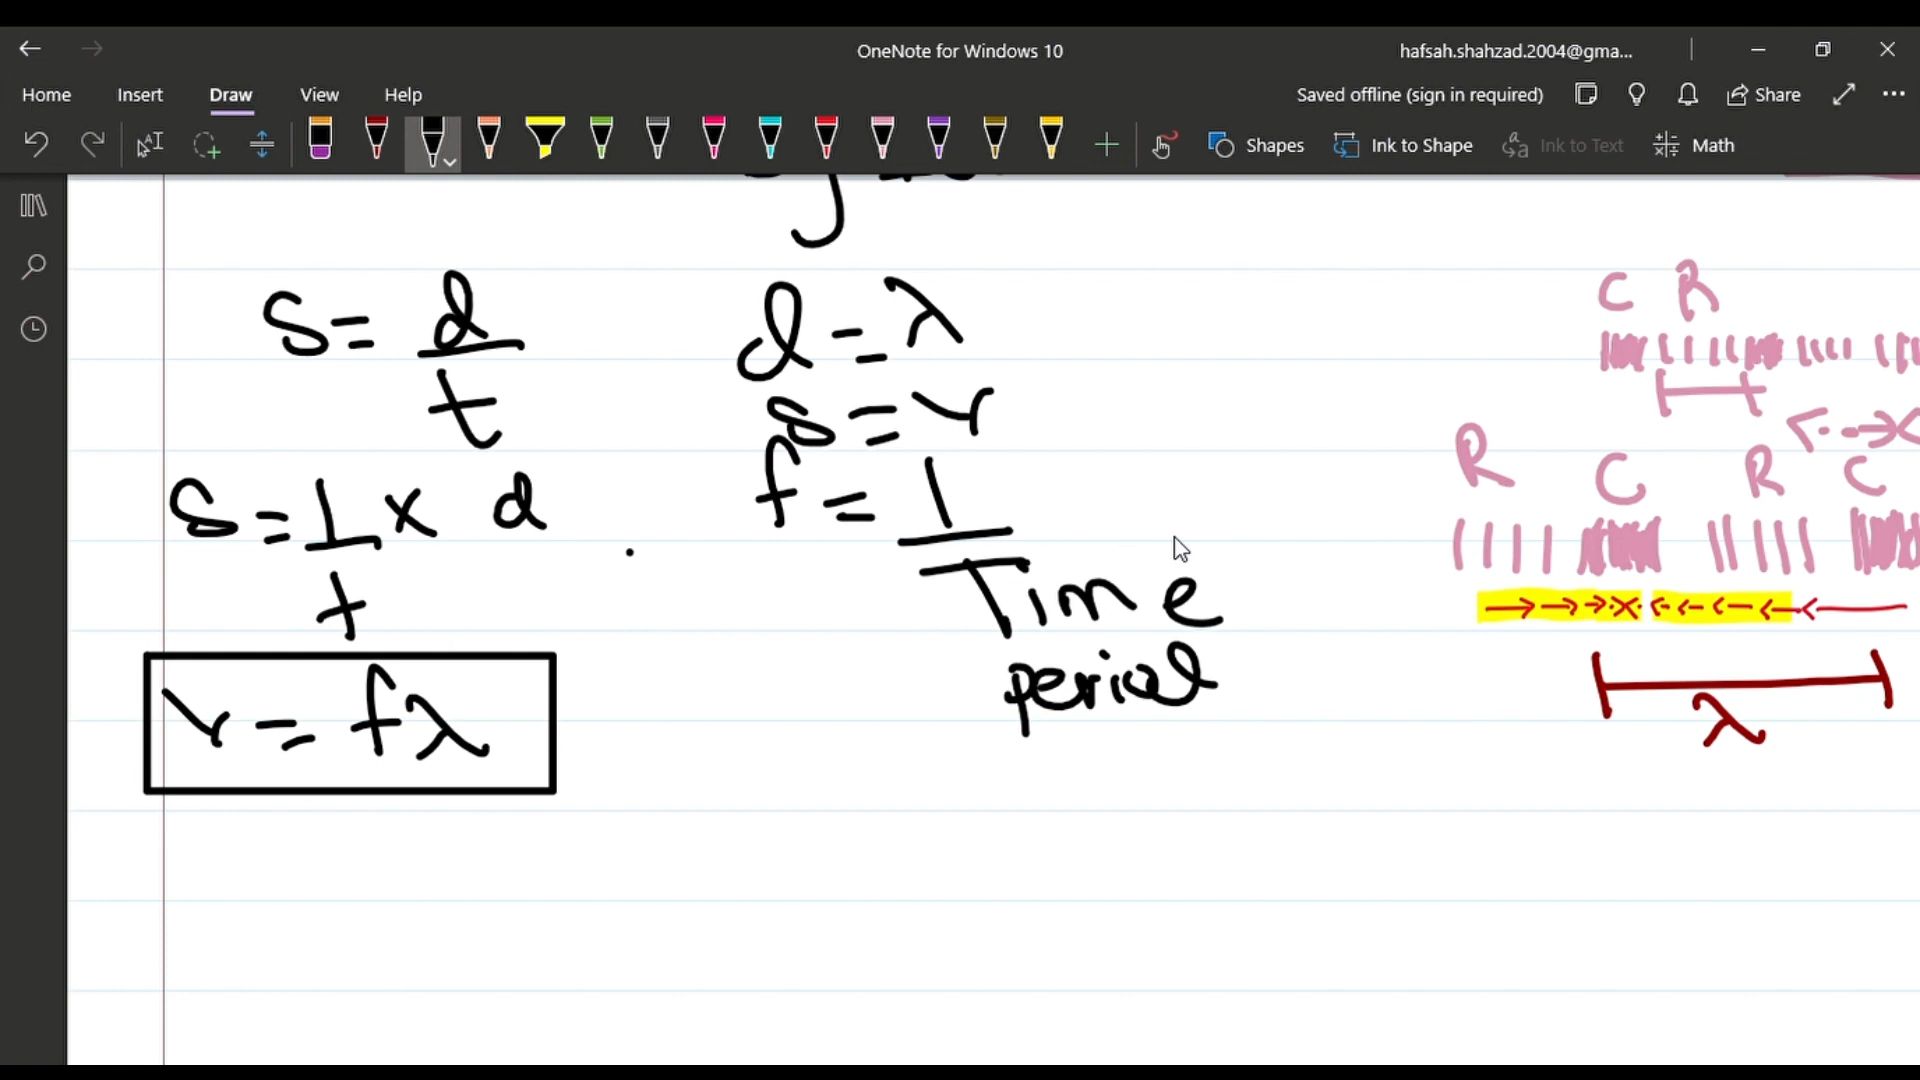 OneNote for Windows 10
hafsah.shahzad.2004@gma...
Home Insert Draw View Help
Saved offline (sign in required)
Share
Shapes
Ink to Shape
Ink to Text
Math
S = d/t
d = λ
s = v
s = 1/t x d
f = 1/Time period
v = fλ
C R
R C R C
λ